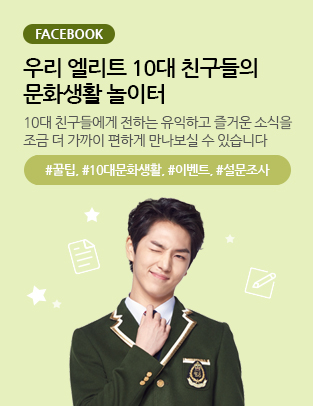 FACEBOOK
우리 엘리트 10대 친구들의
문화생활 놀이터
10대 친구들에게 전하는 유익하고 즐거운 소식을
조금 더 가까이 편하게 만나보실 수 있습니다
#꿀팁, #10대문화생활, #이벤트, #설문조사